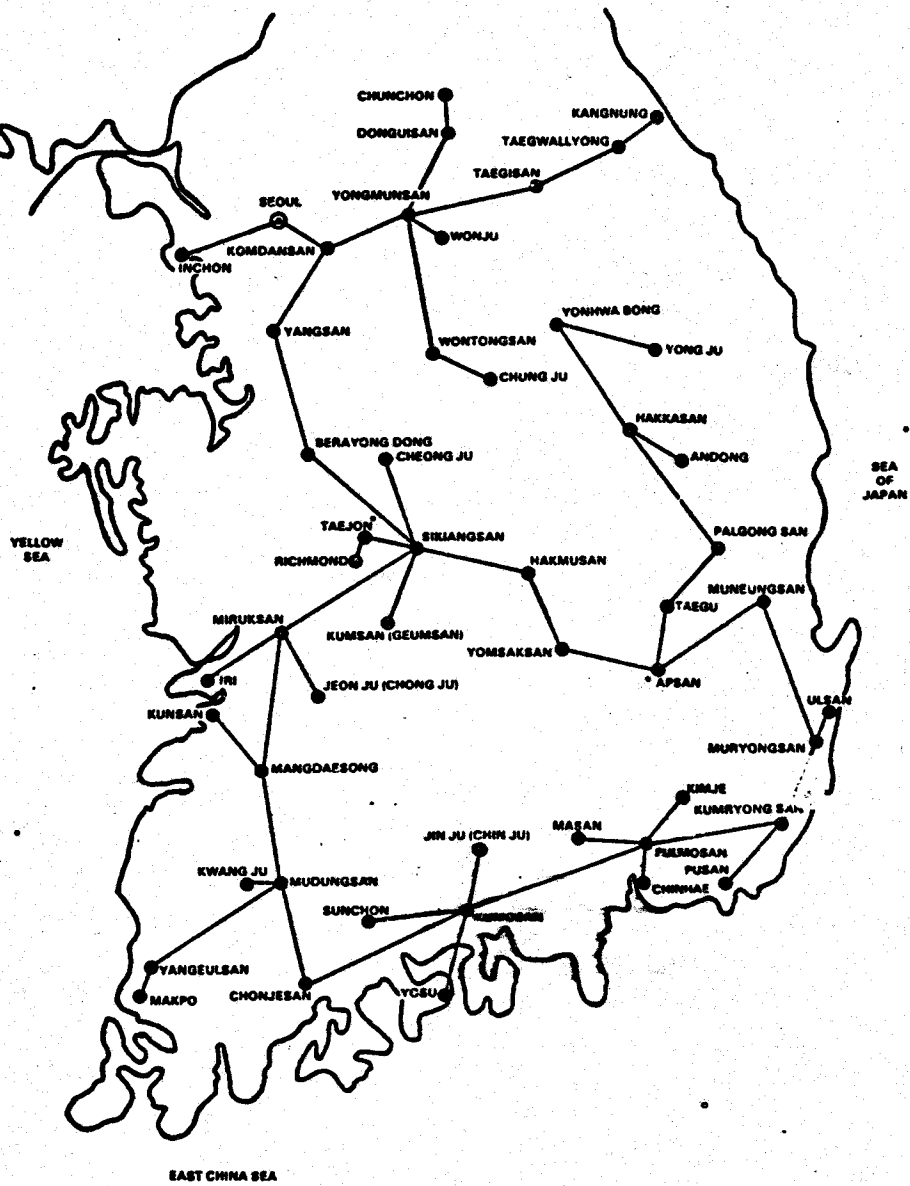 CHUNCHON
KANGNUNG
DONGUISAN
TAEGWALLYONG
TAEGISAN
YONGMUNSAN
SEOUL
WONJU
KOMDANSAN
INCHON
YONHWA BONG
YANGSAN
WONTONGSAN
YONG JU
CHUNG JU
HAKKASAN
SERAYONG DONG
CHEONG JU
ANDONG
SEA
OF
JAPAN
TAEJON
PALGONG SAN
SIKIANGSAN
YELLOW
SEA
RICHMOND
HAKMUSAN
MUNEUNGSAN
TAEGU
MIRUKSAN
KUMSAN (GEUMSAN)
YOMSAKSAN
IRI
JEON JU (CHONG JU)
APSAN
ULSAN
KUNSAN
MURYONGSAN
MANGDAESONG
KIMJE
KUMRYONG SAN
MASAN
JIN JU (CHIN JU)
PULMOSAN
KWANG JU
MUDUNGSAN
PUSAN
CHINHAE
SUNCHON
KUMOSAN
YANGEULSAN
CHONJESAN
YOSU
MAKPO
EAST CHINA SEA